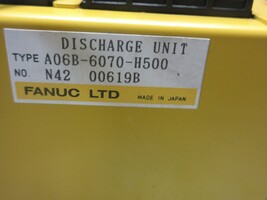 DISCHARGE UNIT
TYPE A06B-6070-H500
NO. N42 00619B
FANUC LTD MADE IN JAPAN